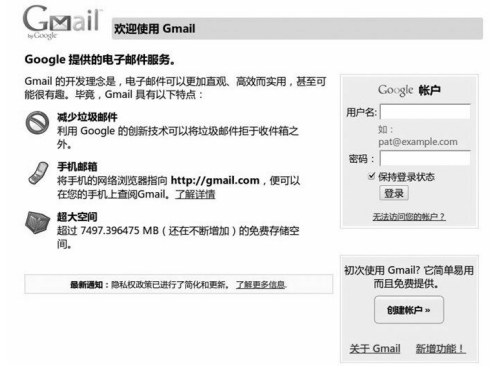 Gmail
by Google
欢迎使用 Gmail
Google 提供的电子邮件服务。
Gmail 的开发理念是，电子邮件可以更加直观、高效而实用，甚至可
能很有趣。毕竟，Gmail 具有以下特点：
减少垃圾邮件
利用 Google 的创新技术可以将垃圾邮件拒于收件箱之
外。
手机邮箱
将手机的网络浏览器指向 http://gmail.com，便可以
在您的手机上查阅Gmail。了解详情
超大空间
超过 7497.396475 MB（还在不断增加）的免费存储空
间。
最新通知：隐私权政策已进行了简化和更新。 了解更多信息.
Google 帐户
用户名:
如：
pat@example.com
密码：
保持登录状态
登录
无法访问您的帐户？
初次使用 Gmail? 它简单易用
而且免费提供。
创建帐户 »
关于 Gmail 新增功能！